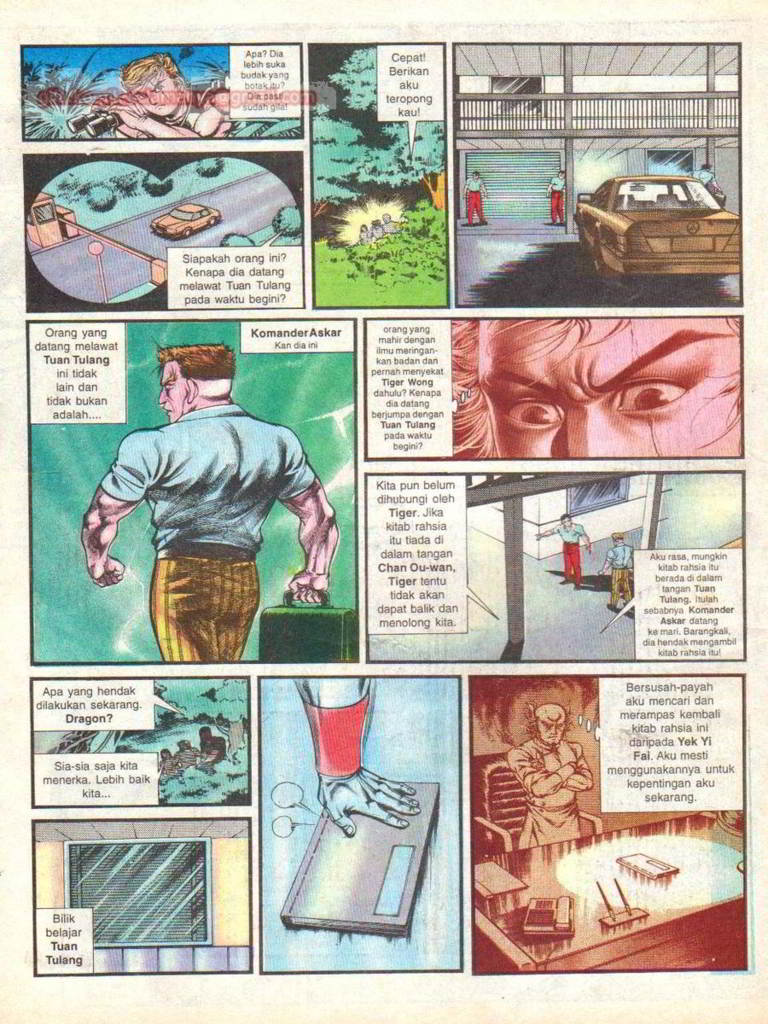 Apa? Dia
lebih suka
budak yang
botak itu?
Dia pasti
sudah gila!
Cepat!
Berikan
aku
teropong
kau!
Siapakah orang ini?
Kenapa dia datang
melawat Tuan Tulang
pada waktu begini?
Orang yang
datang melawat
Tuan Tulang
ini tidak
lain dan
tidak bukan
adalah....
KomanderAskar
Kan dia ini
orang yang
mahir dengan
ilmu meringan-
kan badan dan
pernah menyekat
Tiger Wong
dahulu? Kenapa
dia datang
berjumpa dengan
Tuan Tulang
pada waktu
begini?
Kita pun belum
dihubungi oleh
Tiger. Jika
kitab rahsia
itu tiada di
dalam tangan
Chan Ou-wan,
Tiger tentu
tidak akan
dapat balik dan
menolong kita.
Aku rasa, mungkin
kitab rahsia itu
berada di dalam
tangan Tuan
Tulang. Itulah
sebabnya Komander
Askar datang
ke mari. Barangkali,
dia hendak mengambil
kitab rahsia itu!
Apa yang hendak
dilakukan sekarang.
Dragon?
Sia-sia saja kita
menerka. Lebih baik
kita...
Bilik
belajar
Tuan
Tulang
Bersusah-payah
aku mencari dan
merampas kembali
kitab rahsia ini
daripada Yek Yi
Fai. Aku mesti
menggunakannya untuk
kepentingan aku
sekarang.